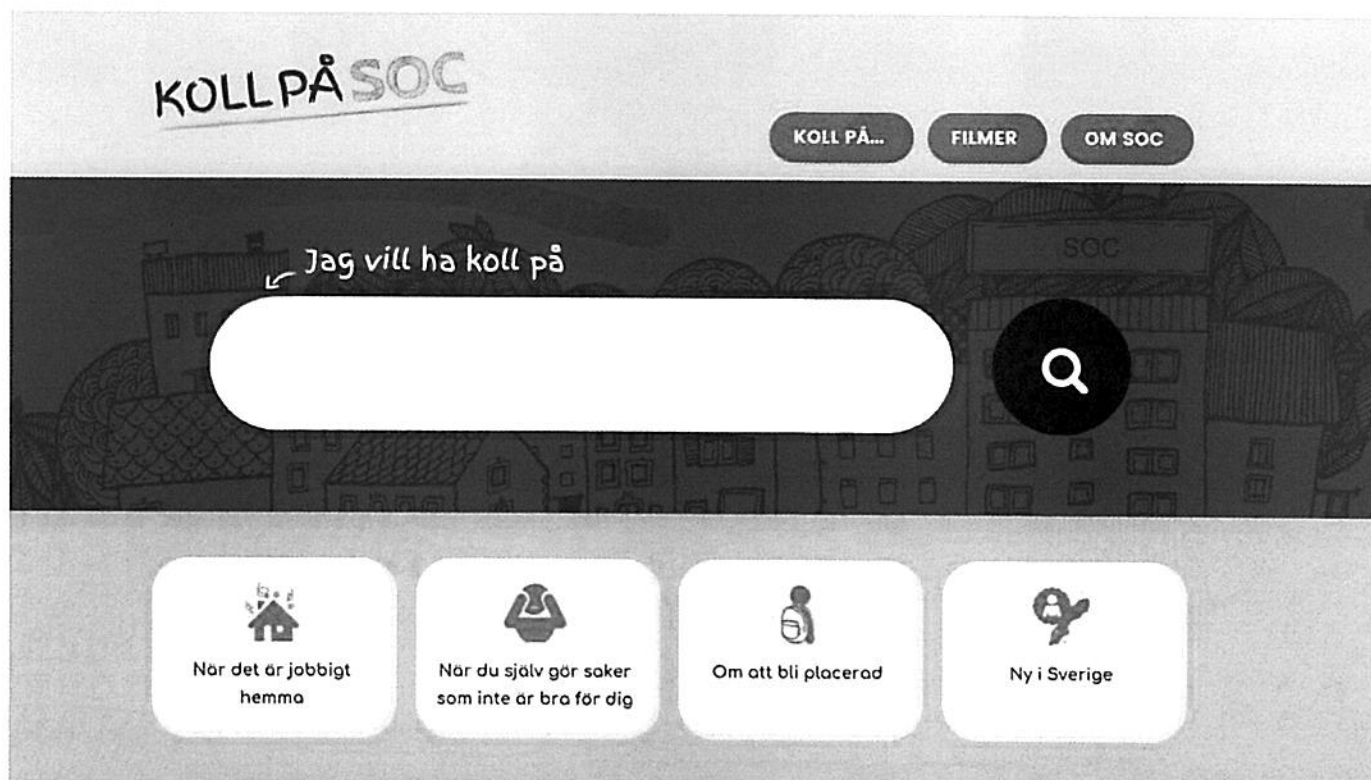 KOLL PÅ SOC
KOLL PÅ...
FILMER
OM SOC
Jag vill ha koll på
SOC
När det är jobbigt
hemma
När du själv gör saker
som inte är bra för dig
Om att bli placerad
Ny i Sverige